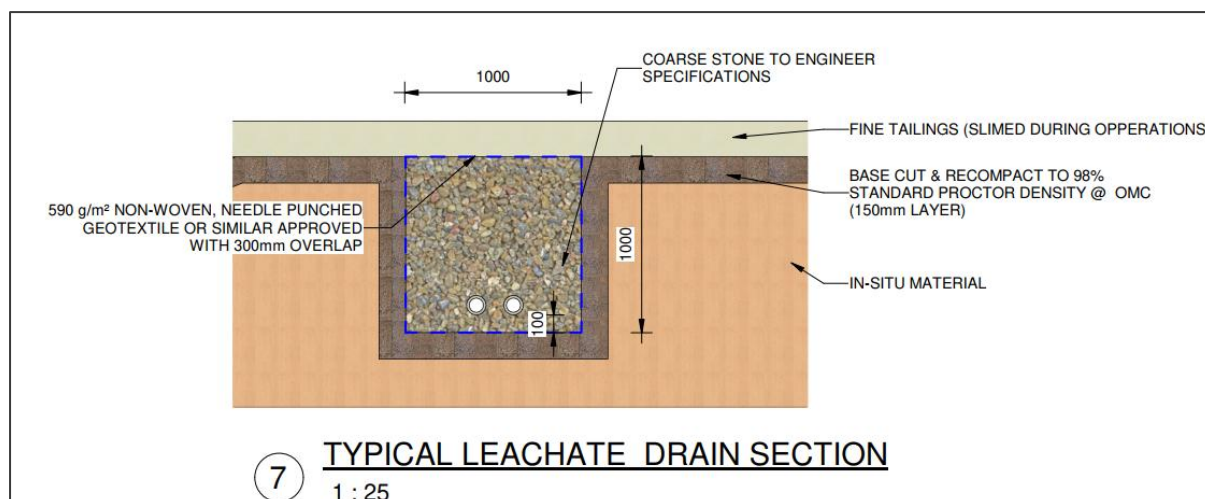 1000
COARSE STONE TO ENGINEER
SPECIFICATIONS
FINE TAILINGS (SLIMED DURING OPPERATIONS
590 g/m² NON-WOVEN, NEEDLE PUNCHED
GEOTEXTILE OR SIMILAR APPROVED
WITH 300mm OVERLAP
BASE CUT & RECOMPACT TO 98%
STANDARD PROCTOR DENSITY @ OMC
(150mm LAYER)
1000
IN-SITU MATERIAL
100
7
TYPICAL LEACHATE DRAIN SECTION
1 : 25